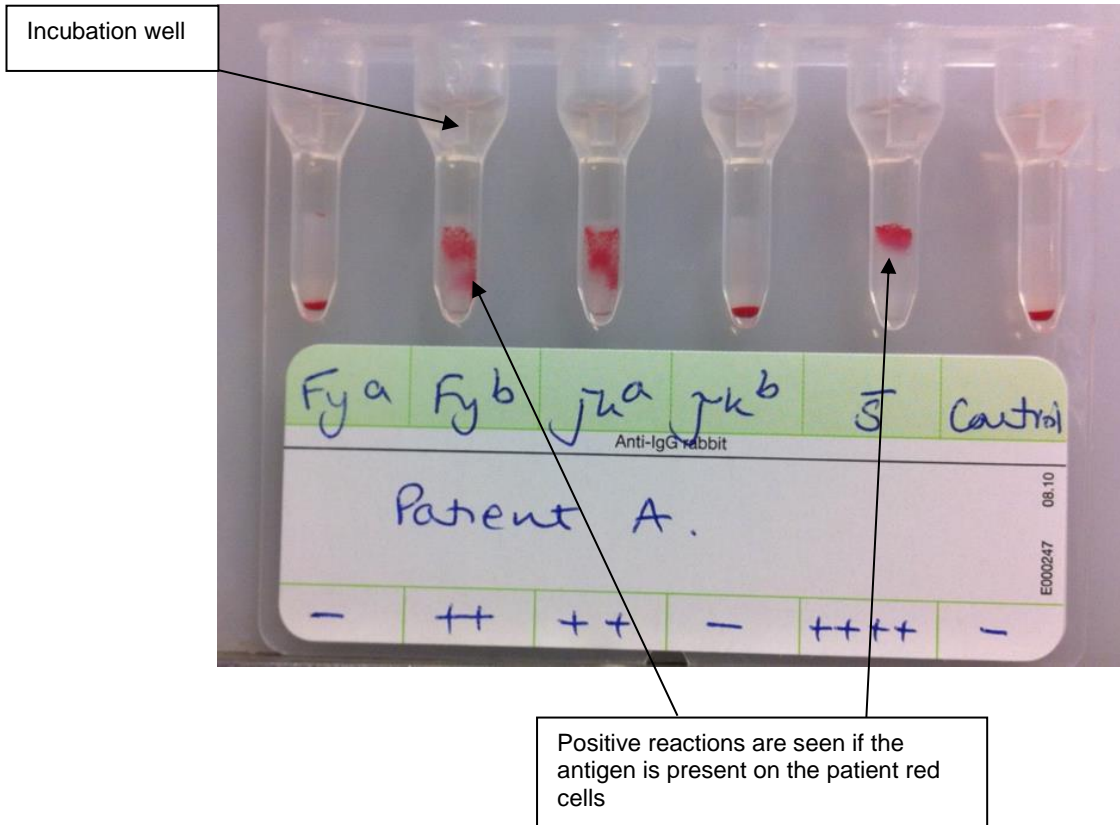 Incubation well
Fy a Fy b Jk a Jk b S̅ Control
Anti-IgG rabbit
Patient A.
E000247 08.10
- ++ ++ - ++++ -
Positive reactions are seen if the
antigen is present on the patient red
cells